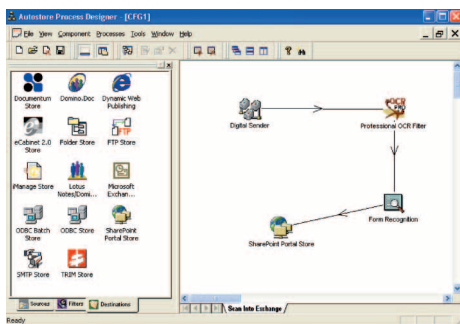 Autostore Process Designer - [CFG1]
File View Component Processes Tools Window Help
Documentum Store
Domino.Doc
Dynamic Web Publishing
eCabinet 2.0 Store
Folder Store
FTP
FTP Store
iManage Store
Lotus Notes/Domi...
Microsoft Exchan...
ODBC Batch Store
ODBC Store
SharePoint Portal Store
SMTP Store
TRIM Store
Sources
Filters
Destinations
Digital Sender
OCR
PRO
Professional OCR Filter
Form Recognition
SharePoint Portal Store
Scan Into Exchange
Ready